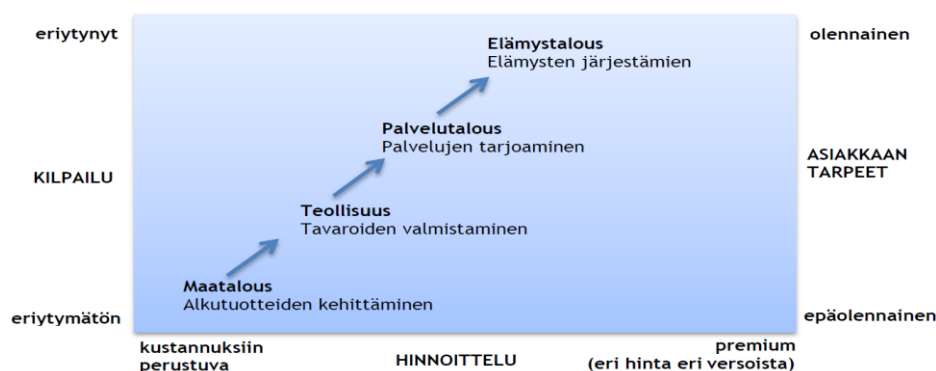 eriytynyt
Elämystalous
Elämysten järjestämien
olennainen
Palvelutalous
Palvelujen tarjoaminen
KILPAILU
ASIAKKAAN
TARPEET
Teollisuus
Tavaroiden valmistaminen
Maatalous
Alkutuotteiden kehittäminen
eriytymätön
epäolennainen
kustannuksiin
perustuva
HINNOITTELU
premium
(eri hinta eri versoista)